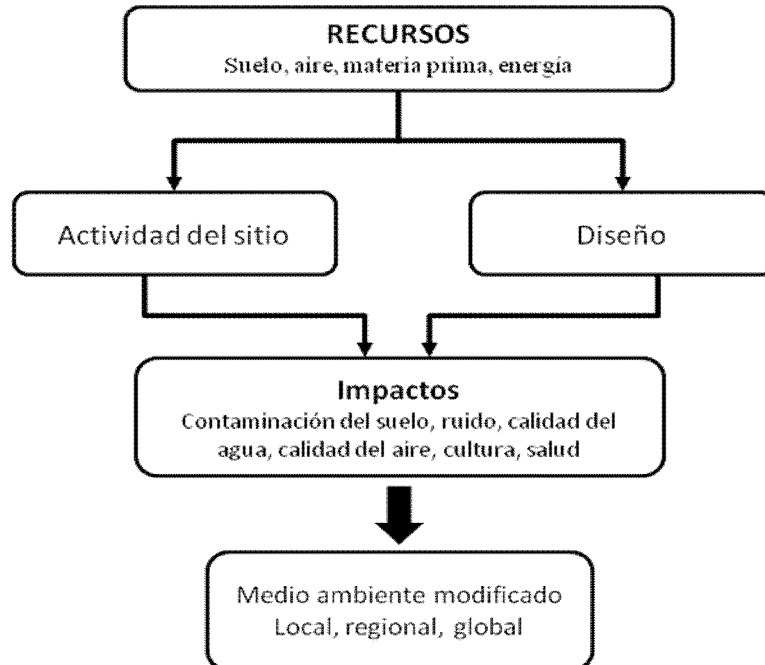 RECURSOS
Suelo, aire, materia prima, energía
Actividad del sitio
Diseño
Impactos
Contaminación del suelo, ruido, calidad del
agua, calidad del aire, cultura, salud
Medio ambiente modificado
Local, regional, global